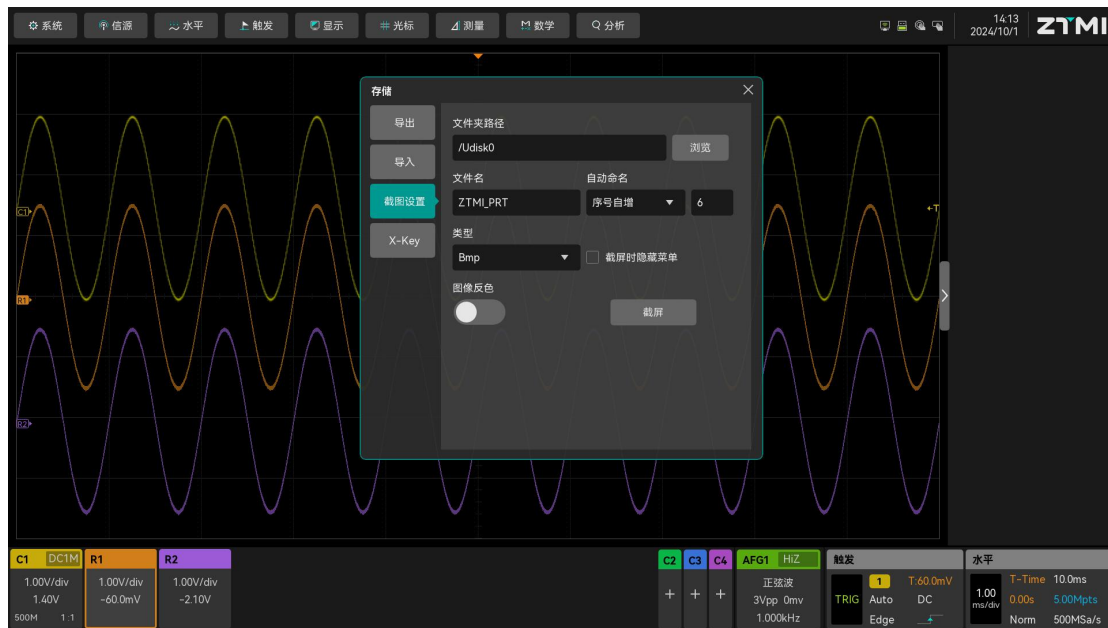 系统 信源 水平 触发 显示 光标 测量 数学 分析 14:13
2024/10/1 ZTMI
存储
导出
导入
截图设置
X-Key
文件夹路径
/Udisk0 浏览
文件名 自动命名
ZTMI_PRT 序号自增 6
类型
Bmp 截屏时隐藏菜单
图像反色
截屏
C1
R1
R2
T
C1 DC1M
1.00V/div
1.40V
500M 1:1
R1
1.00V/div
-60.0mV
R2
1.00V/div
-2.10V
C2 C3 C4
+ + +
AFG1 HiZ
正弦波
3Vpp 0mv
1.000kHz
触发
TRIG
1 T:60.0mV
Auto DC
Edge
水平
1.00
ms/div
T-Time 10.0ms
0.00s 5.00Mpts
Norm 500MSa/s